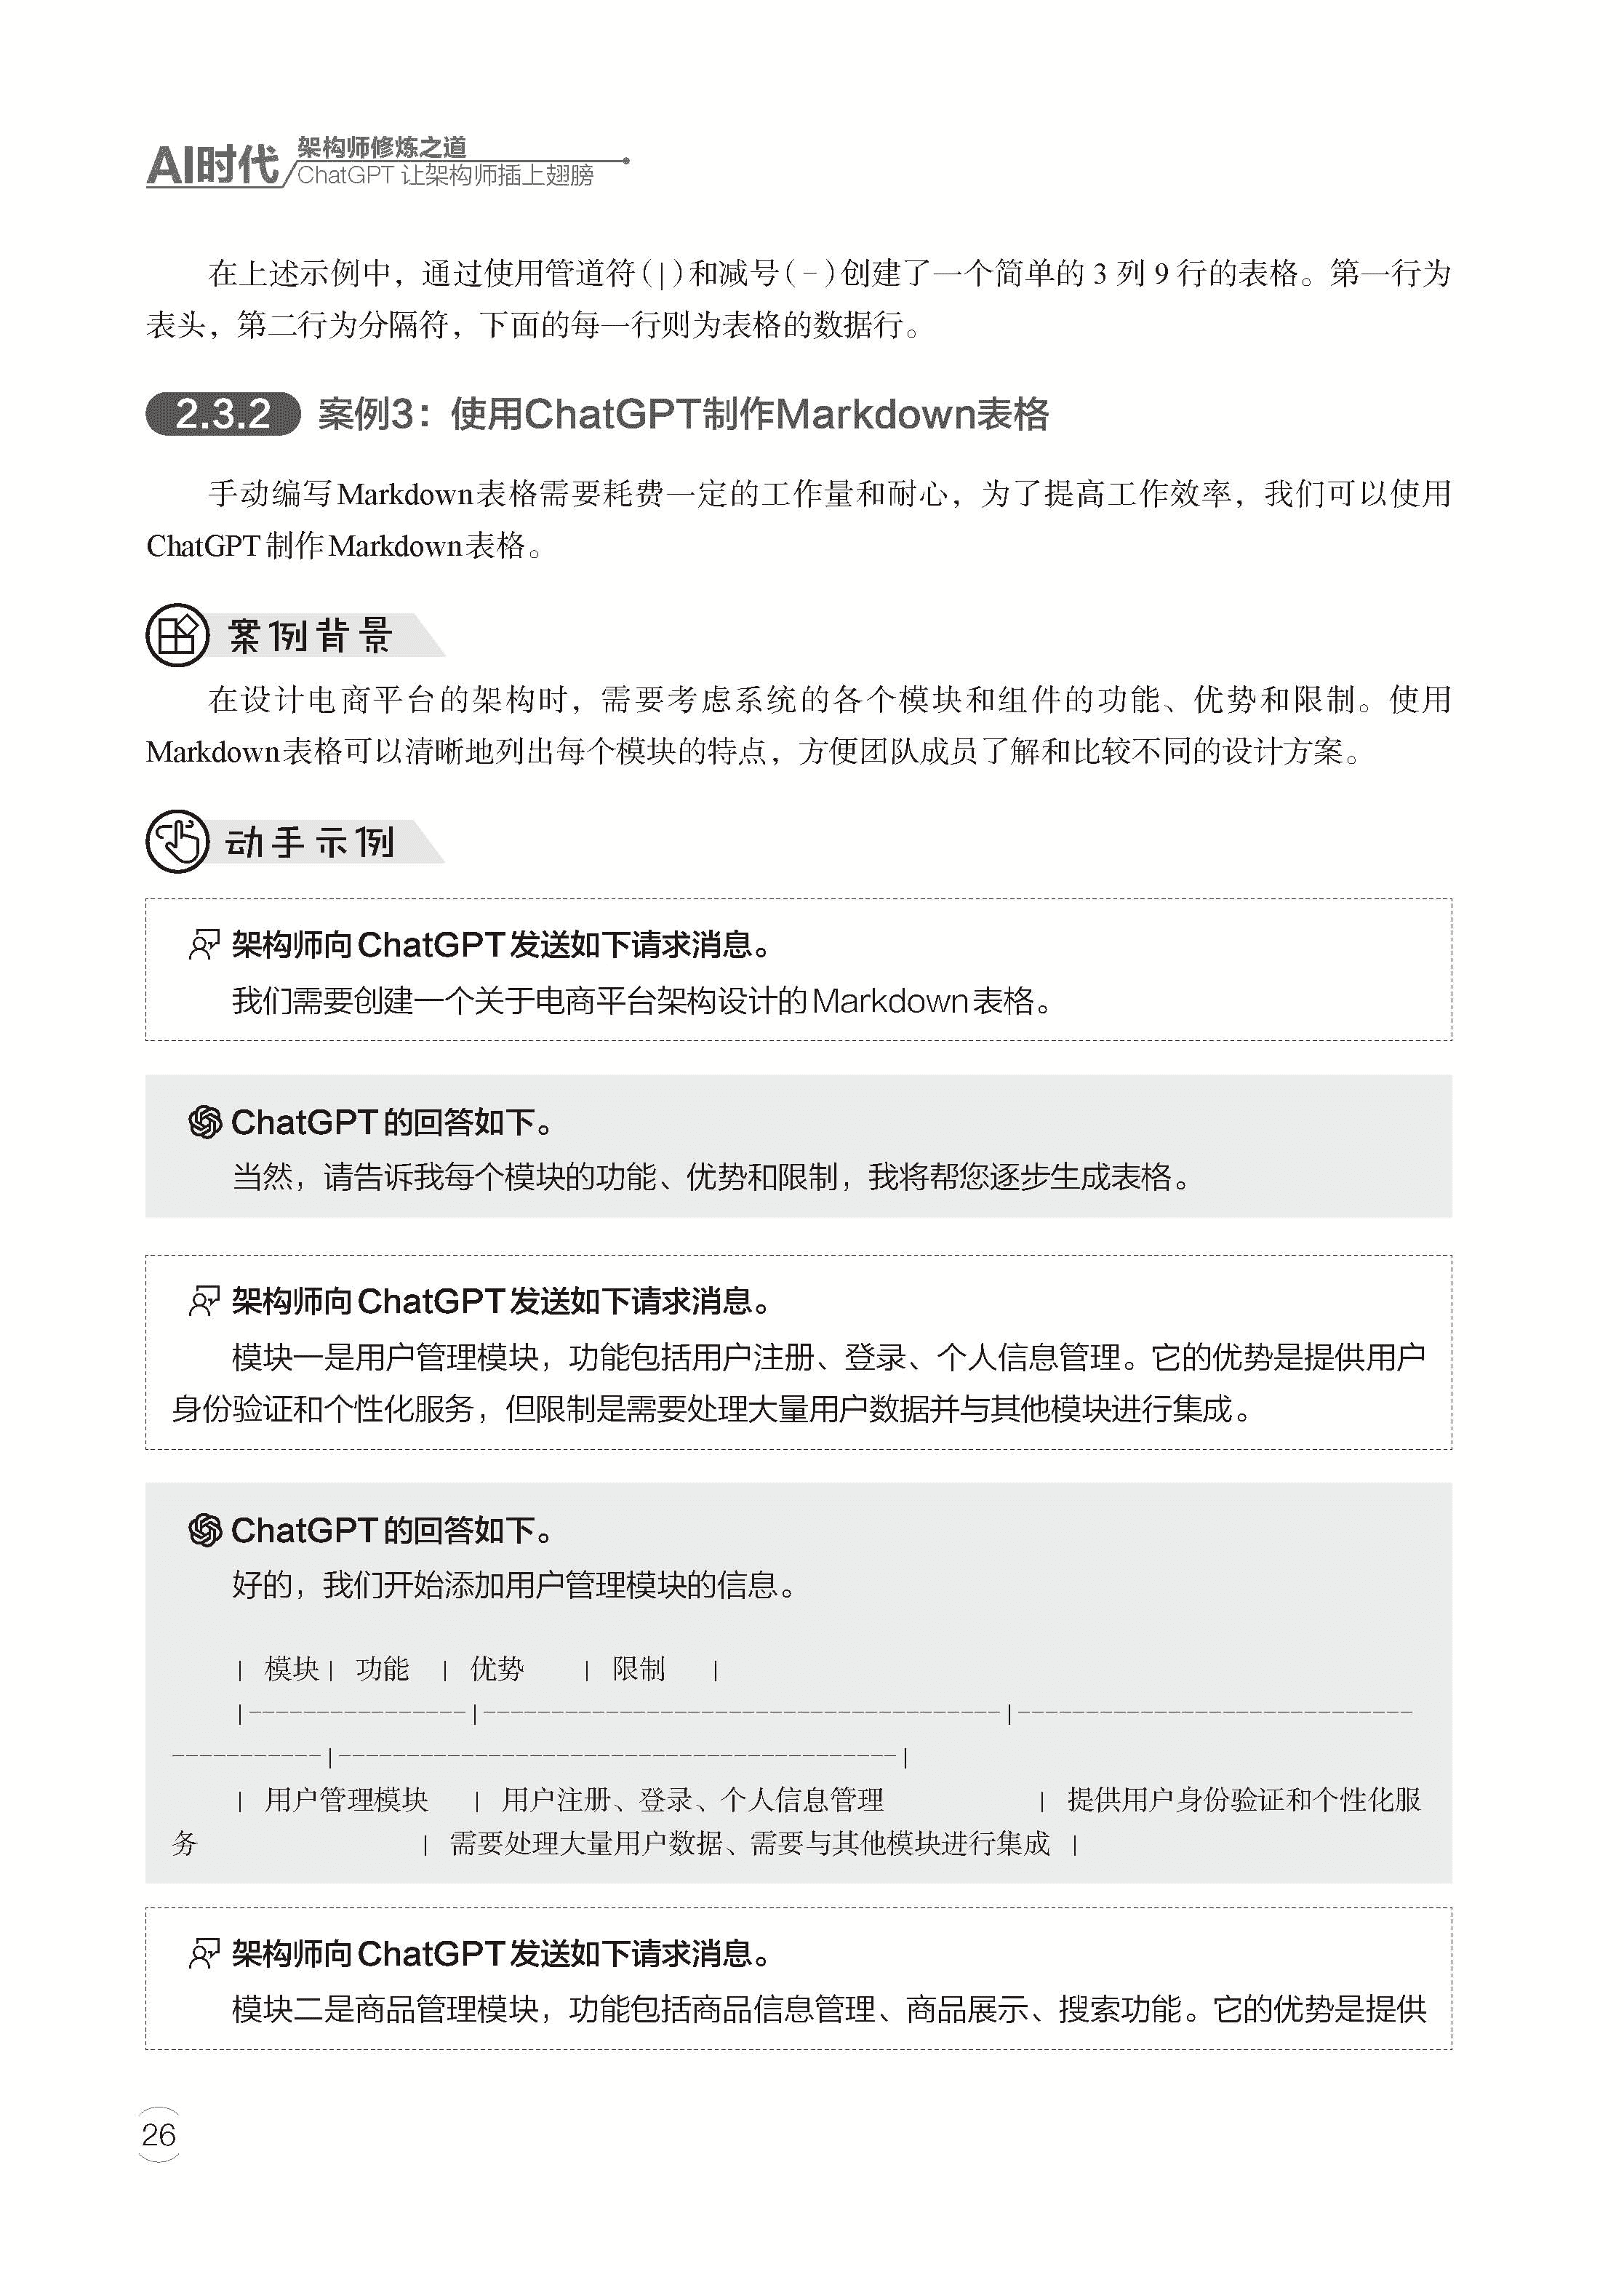 AI时代
架构师修炼之道
ChatGPT 让架构师插上翅膀
在上述示例中，通过使用管道符（|）和减号（-）创建了一个简单的 3 列 9 行的表格。第一行为
表头，第二行为分隔符，下面的每一行则为表格的数据行。
2.3.2 案例3：使用ChatGPT制作Markdown表格
手动编写Markdown表格需要耗费一定的工作量和耐心，为了提高工作效率，我们可以使用
ChatGPT制作Markdown表格。
案例背景
在设计电商平台的架构时，需要考虑系统的各个模块和组件的功能、优势和限制。使用
Markdown表格可以清晰地列出每个模块的特点，方便团队成员了解和比较不同的设计方案。
动手示例
架构师向ChatGPT发送如下请求消息。
我们需要创建一个关于电商平台架构设计的Markdown表格。
ChatGPT的回答如下。
当然，请告诉我每个模块的功能、优势和限制，我将帮您逐步生成表格。
架构师向ChatGPT发送如下请求消息。
模块一是用户管理模块，功能包括用户注册、登录、个人信息管理。它的优势是提供用户
身份验证和个性化服务，但限制是需要处理大量用户数据并与其他模块进行集成。
ChatGPT的回答如下。
好的，我们开始添加用户管理模块的信息。
| 模块 | 功能 | 优势 | 限制 |
|----------------|--------------------------------------|-----------------------------
-----------|-----------------------------------------|
| 用户管理模块 | 用户注册、登录、个人信息管理 | 提供用户身份验证和个性化服
务 | 需要处理大量用户数据、需要与其他模块进行集成 |
架构师向ChatGPT发送如下请求消息。
模块二是商品管理模块，功能包括商品信息管理、商品展示、搜索功能。它的优势是提供
26